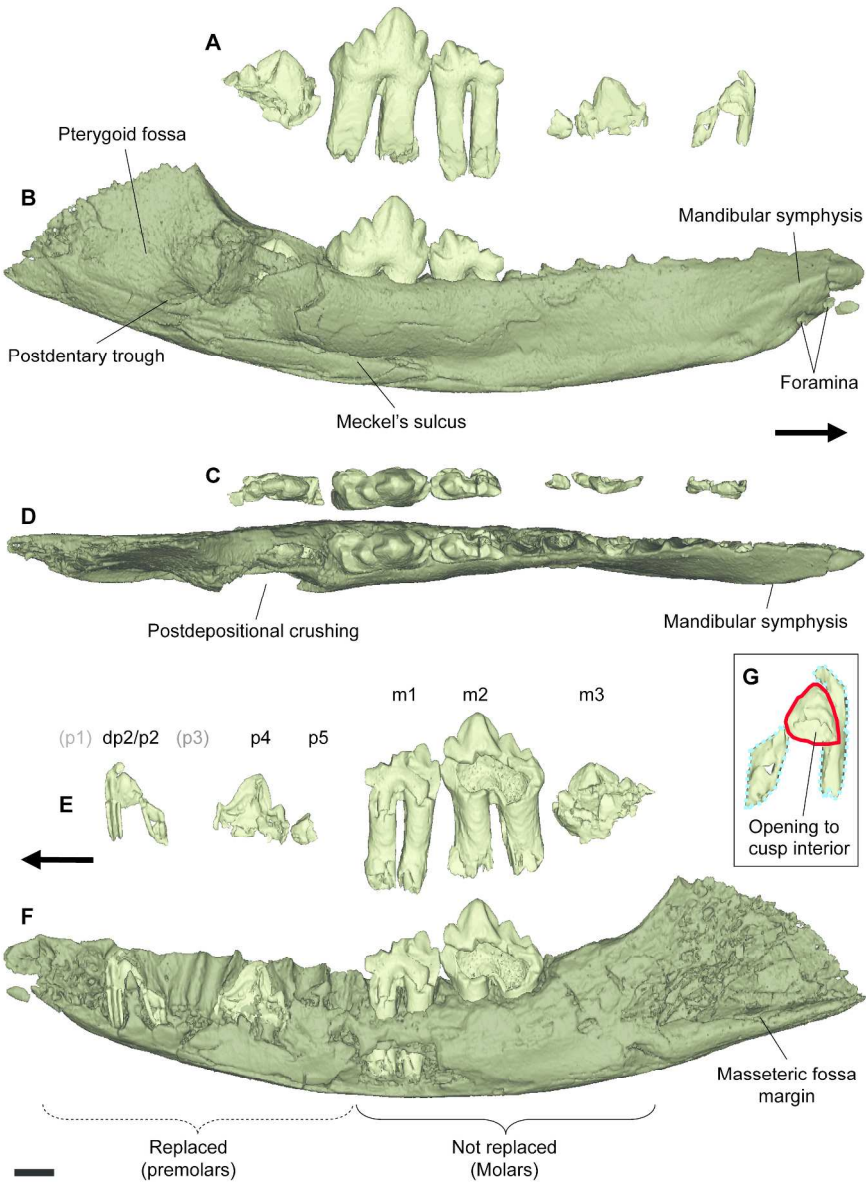 A
Pterygoid fossa
B
Mandibular symphysis
Postdentary trough
Foramina
Meckel's sulcus
C
D
Postdepositional crushing
Mandibular symphysis
G
m1 m2 m3
(p1) dp2/p2 (p3) p4 p5
E
Opening to
cusp interior
F
Masseteric fossa
margin
Replaced
(premolars)
Not replaced
(Molars)